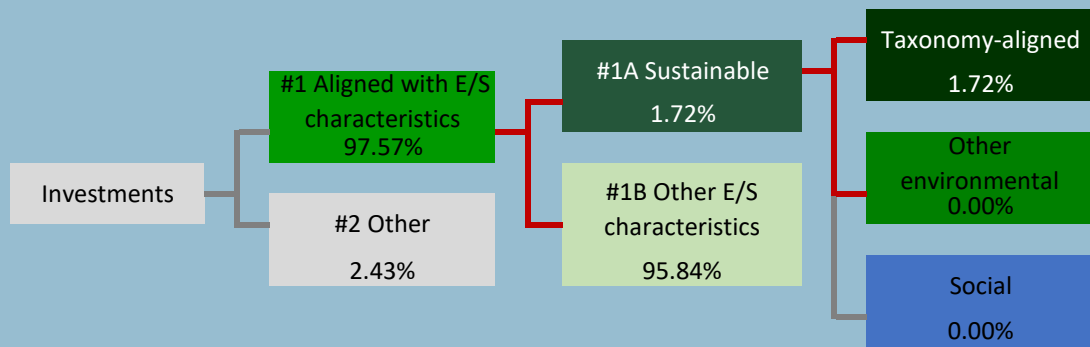 Investments
#1 Aligned with E/S
characteristics
97.57%
#2 Other
2.43%
#1A Sustainable
1.72%
#1B Other E/S
characteristics
95.84%
Taxonomy-aligned
1.72%
Other
environmental
0.00%
Social
0.00%